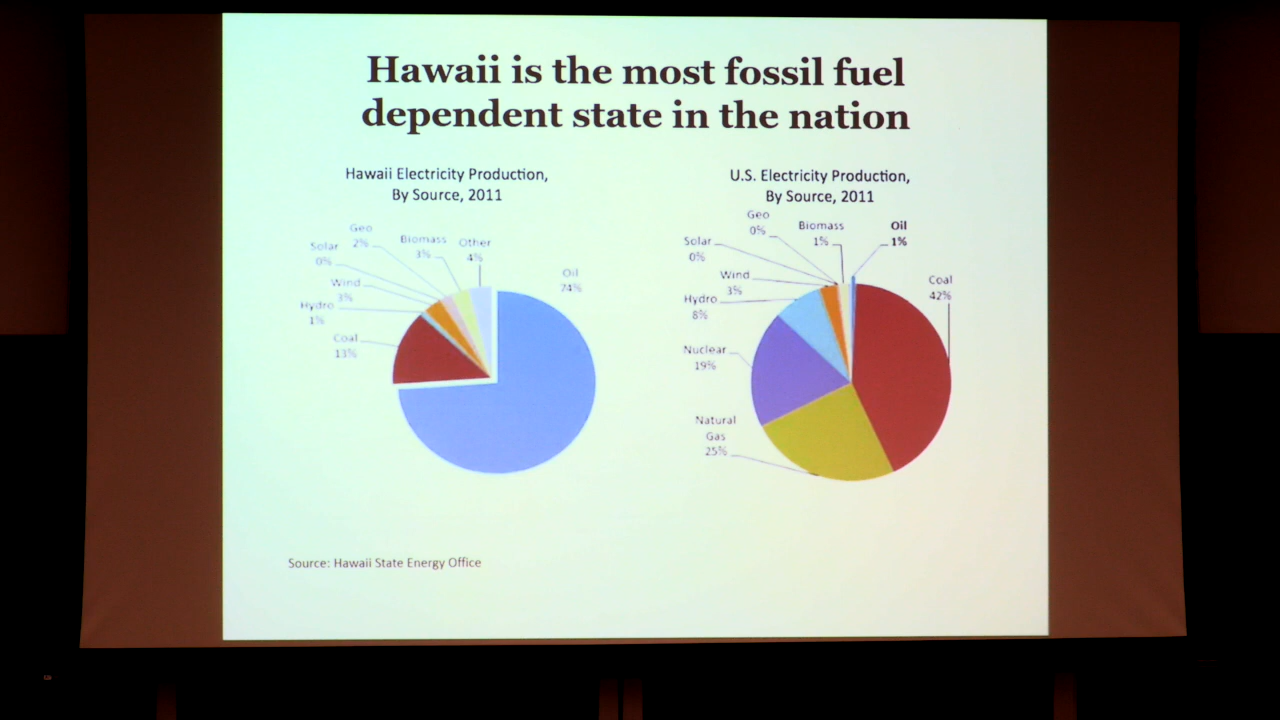 Hawaii is the most fossil fuel
dependent state in the nation
Hawaii Electricity Production,
By Source, 2011
Geo
2%
Biomass
3%
Other
4%
Solar
0%
Oil
74%
Wind
3%
Hydro
1%
Coal
13%
U.S. Electricity Production,
By Source, 2011
Geo
0%
Biomass
1%
Oil
1%
Solar
0%
Coal
42%
Wind
3%
Hydro
8%
Nuclear
19%
Natural
Gas
25%
Source: Hawaii State Energy Office